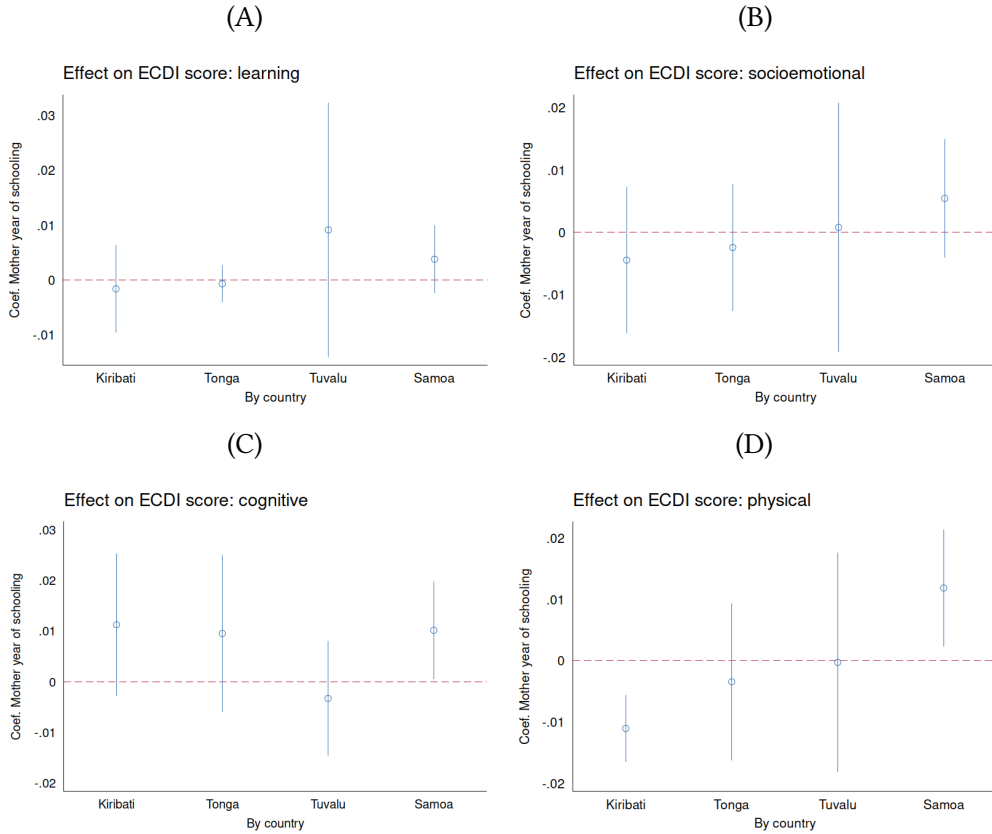 (A)
Effect on ECDI score: learning
Coef. Mother year of schooling
.03
.02
.01
0
-.01
Kiribati Tonga Tuvalu Samoa
By country
(B)
Effect on ECDI score: socioemotional
Coef. Mother year of schooling
.02
.01
0
-.01
-.02
Kiribati Tonga Tuvalu Samoa
By country
(C)
Effect on ECDI score: cognitive
Coef. Mother year of schooling
.03
.02
.01
0
-.01
-.02
Kiribati Tonga Tuvalu Samoa
By country
(D)
Effect on ECDI score: physical
Coef. Mother year of schooling
.02
.01
0
-.01
-.02
Kiribati Tonga Tuvalu Samoa
By country